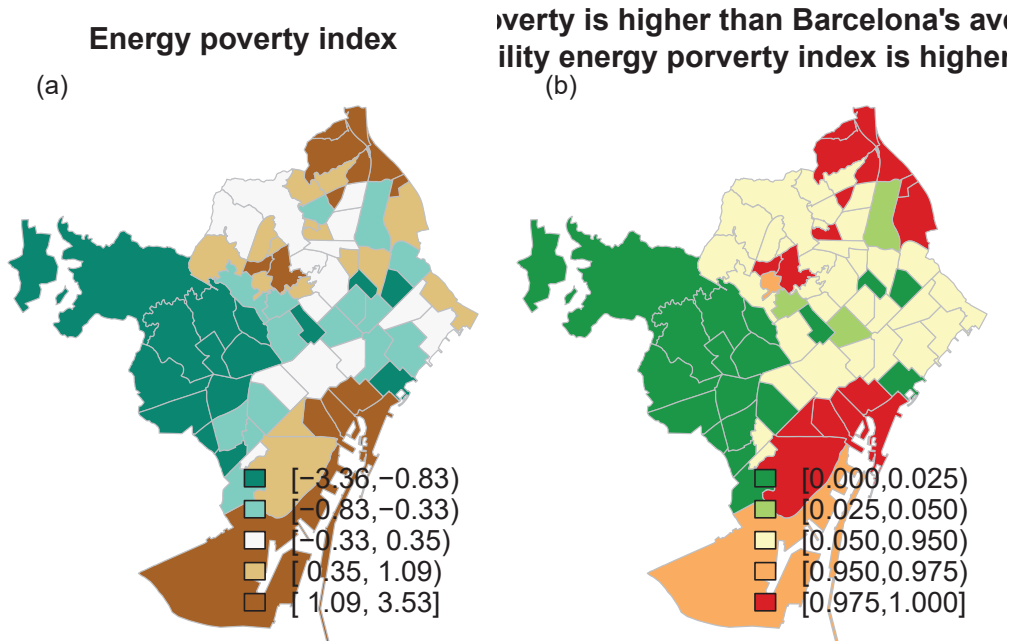 Energy poverty index
overty is higher than Barcelona's av
ility energy porverty index is higher
(a)
(b)
[−3.36,−0.83)
[−0.83,−0.33)
[−0.33, 0.35)
[ 0.35, 1.09)
[ 1.09, 3.53]
[0.000,0.025)
[0.025,0.050)
[0.050,0.950)
[0.950,0.975)
[0.975,1.000]